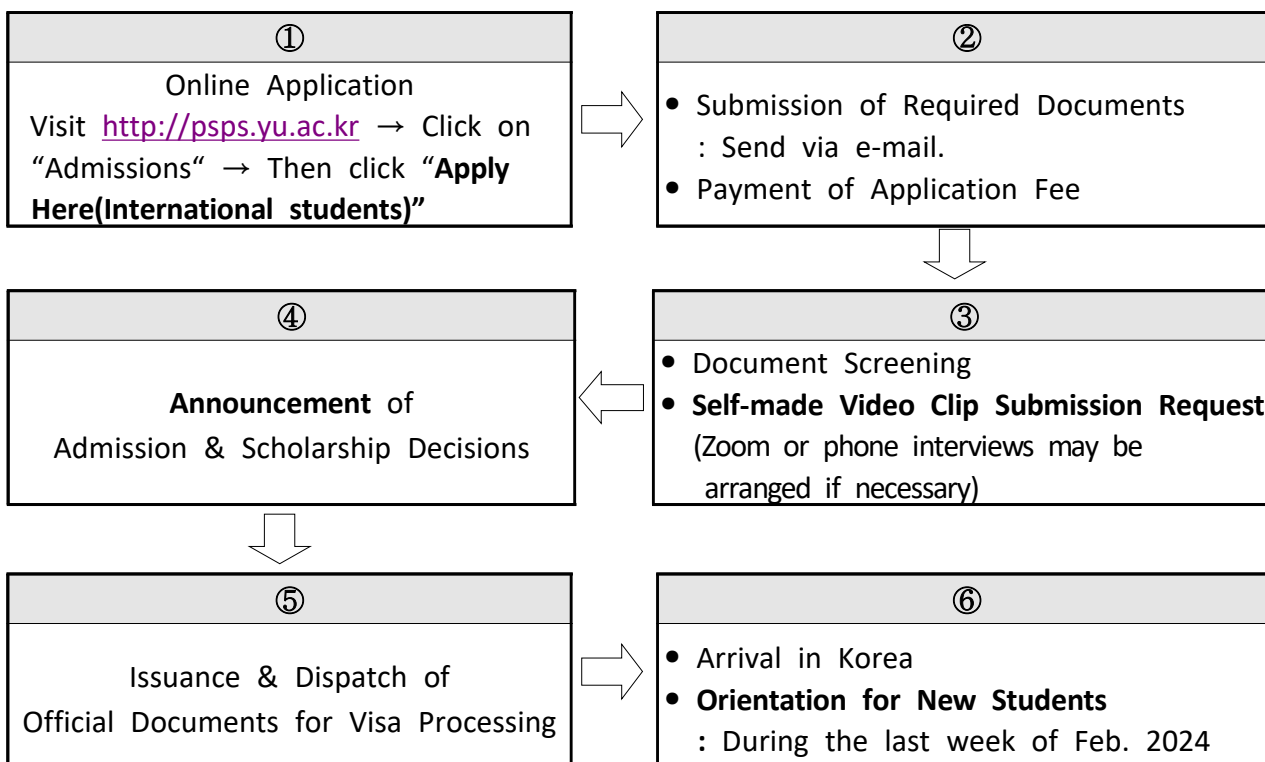 ①
Online Application
Visit http://psps.yu.ac.kr → Click on
“Admissions“ → Then click “Apply
Here(International students)”
②
• Submission of Required Documents
: Send via e-mail.
• Payment of Application Fee
③
• Document Screening
• Self-made Video Clip Submission Request
(Zoom or phone interviews may be
arranged if necessary)
④
Announcement of
Admission & Scholarship Decisions
⑤
Issuance & Dispatch of
Official Documents for Visa Processing
⑥
• Arrival in Korea
• Orientation for New Students
: During the last week of Feb. 2024